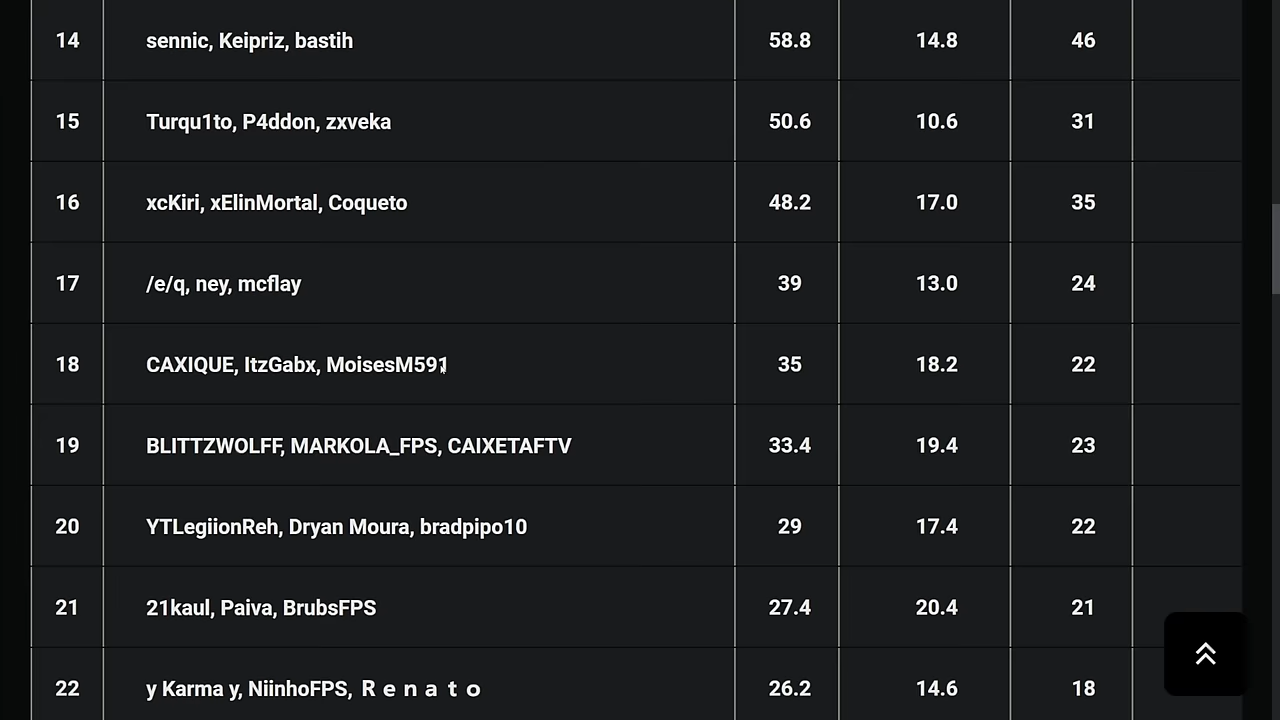 14 sennic, Keipriz, bastih 58.8 14.8 46
15 Turqu1to, P4ddon, zxveka 50.6 10.6 31
16 xcKiri, xElinMortal, Coqueto 48.2 17.0 35
17 /e/q, ney, mcflay 39 13.0 24
18 CAXIQUE, ItzGabx, MoisesM591 35 18.2 22
19 BLITTZWOLFF, MARKOLA_FPS, CAIXETAFTV 33.4 19.4 23
20 YTLegiionReh, Dryan Moura, bradpipo10 29 17.4 22
21 21kaul, Paiva, BrubsFPS 27.4 20.4 21
22 y Karma y, NiinhoFPS, R e n a t o 26.2 14.6 18